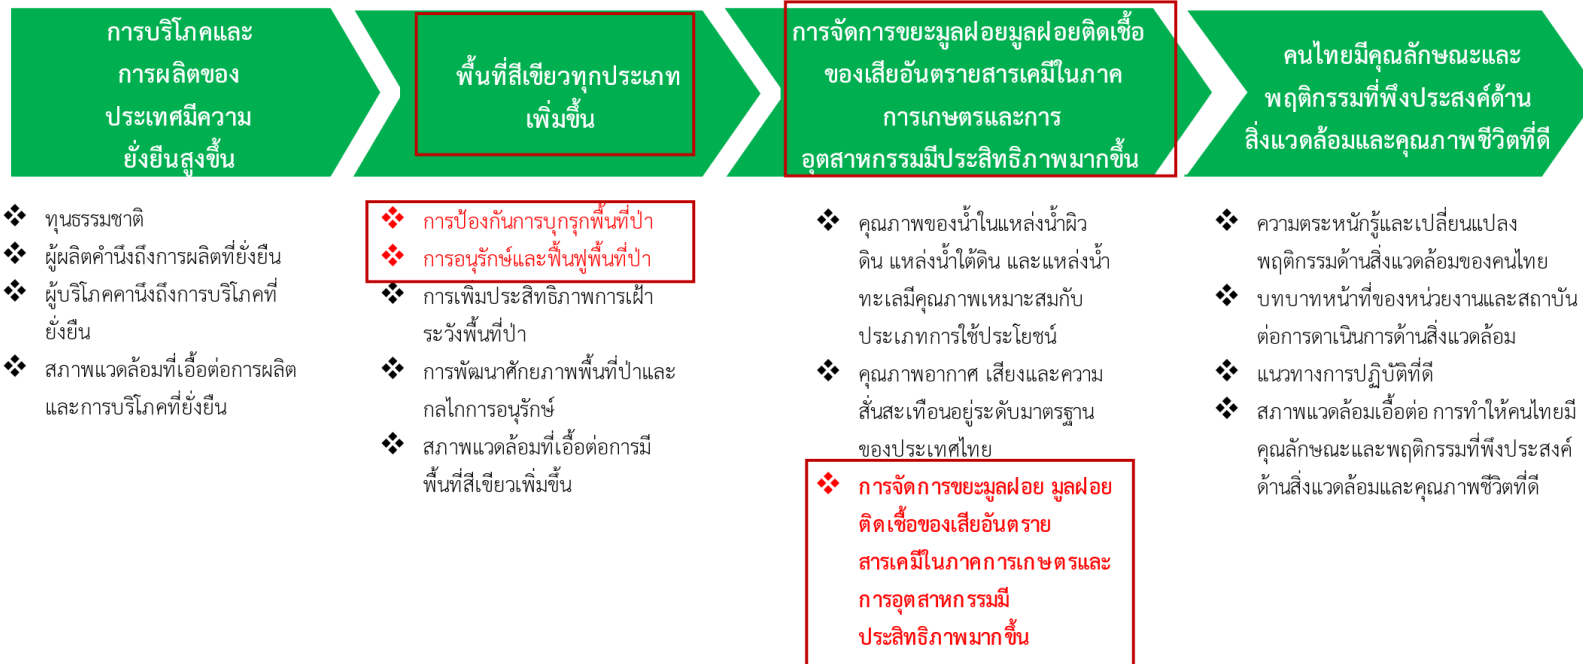 การบริโภคและ
การผลิตของ
ประเทศมีความ
ยั่งยืนสูงขึ้น
พื้นที่สีเขียวทุกประเภท
เพิ่มขึ้น
การจัดการขยะมูลฝอยมูลฝอยติดเชื้อ
ของเสียอันตรายสารเคมีในภาค
การเกษตรและการ
อุตสาหกรรมมีประสิทธิภาพมากขึ้น
คนไทยมีคุณลักษณะและ
พฤติกรรมที่พึงประสงค์ด้าน
สิ่งแวดล้อมและคุณภาพชีวิตที่ดี
❖ ทุนธรรมชาติ
❖ ผู้ผลิตคำนึงถึงการผลิตที่ยั่งยืน
❖ ผู้บริโภคคานึงถึงการบริโภคที่
ยั่งยืน
❖ สภาพแวดล้อมที่เอื้อต่อการผลิต
และการบริโภคที่ยั่งยืน
❖ การป้องกันการบุกรุกพื้นที่ป่า
❖ การอนุรักษ์และฟื้นฟูพื้นที่ป่า
❖ การเพิ่มประสิทธิภาพการเฝ้า
ระวังพื้นที่ป่า
❖ การพัฒนาศักยภาพพื้นที่ป่าและ
กลไกการอนุรักษ์
❖ สภาพแวดล้อมที่เอื้อต่อการมี
พื้นที่สีเขียวเพิ่มขึ้น
❖ คุณภาพของน้ำในแหล่งน้ำผิว
ดิน แหล่งน้ำใต้ดิน และแหล่งน้ำ
ทะเลมีคุณภาพเหมาะสมกับ
ประเภทการใช้ประโยชน์
❖ คุณภาพอากาศ เสียงและความ
สั่นสะเทือนอยู่ระดับมาตรฐาน
ของประเทศไทย
❖ การจัดการขยะมูลฝอย มูลฝอย
ติดเชื้อของเสียอันตราย
สารเคมีในภาคการเกษตรและ
การอุตสาหกรรมมี
ประสิทธิภาพมากขึ้น
❖ ความตระหนักรู้และเปลี่ยนแปลง
พฤติกรรมด้านสิ่งแวดล้อมของคนไทย
❖ บทบาทหน้าที่ของหน่วยงานและสถาบัน
ต่อการดาเนินการด้านสิ่งแวดล้อม
❖ แนวทางการปฏิบัติที่ดี
❖ สภาพแวดล้อมเอื้อต่อ การทำให้คนไทยมี
คุณลักษณะและพฤติกรรมที่พึงประสงค์
ด้านสิ่งแวดล้อมและคุณภาพชีวิตที่ดี